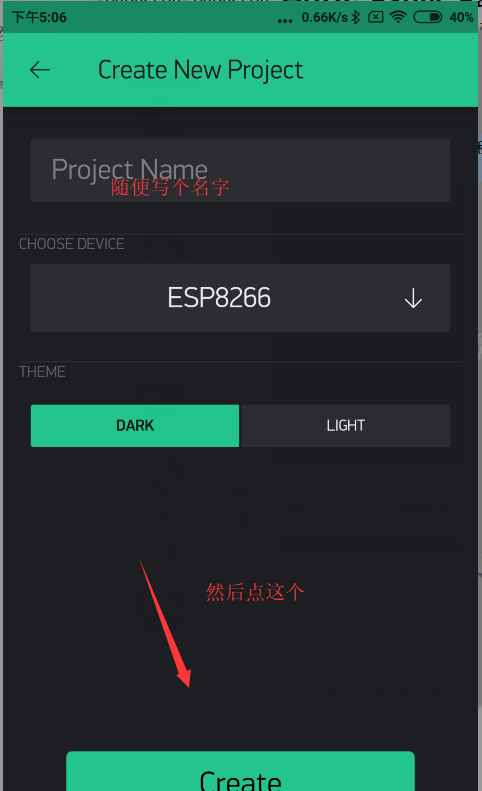 下午5:06 ... 0.66K/s 40%
Create New Project
Project Name
随便写个名字
CHOOSE DEVICE
ESP8266
THEME
DARK LIGHT
然后点这个
Create